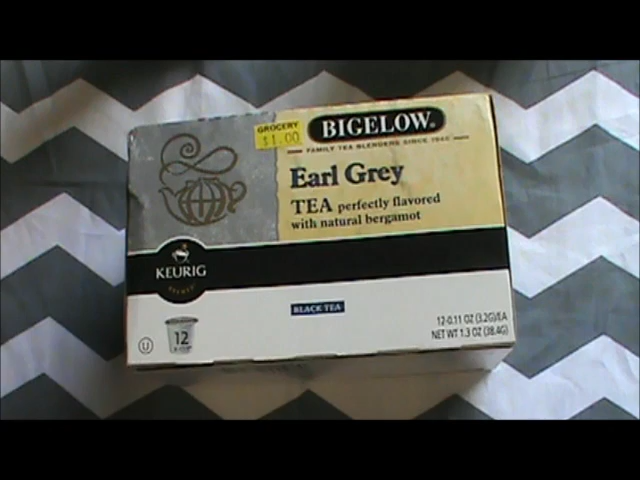 GROCERY
$1.00
BIGELOW®
FAMILY TEA BLENDERS SINCE 1945
Earl Grey
TEA perfectly flavored
with natural bergamot
KEURIG
BREWED
BLACK TEA
12-0.11 OZ (3.2G)/EA
NET WT 1.3 OZ (38.4G)
U
12